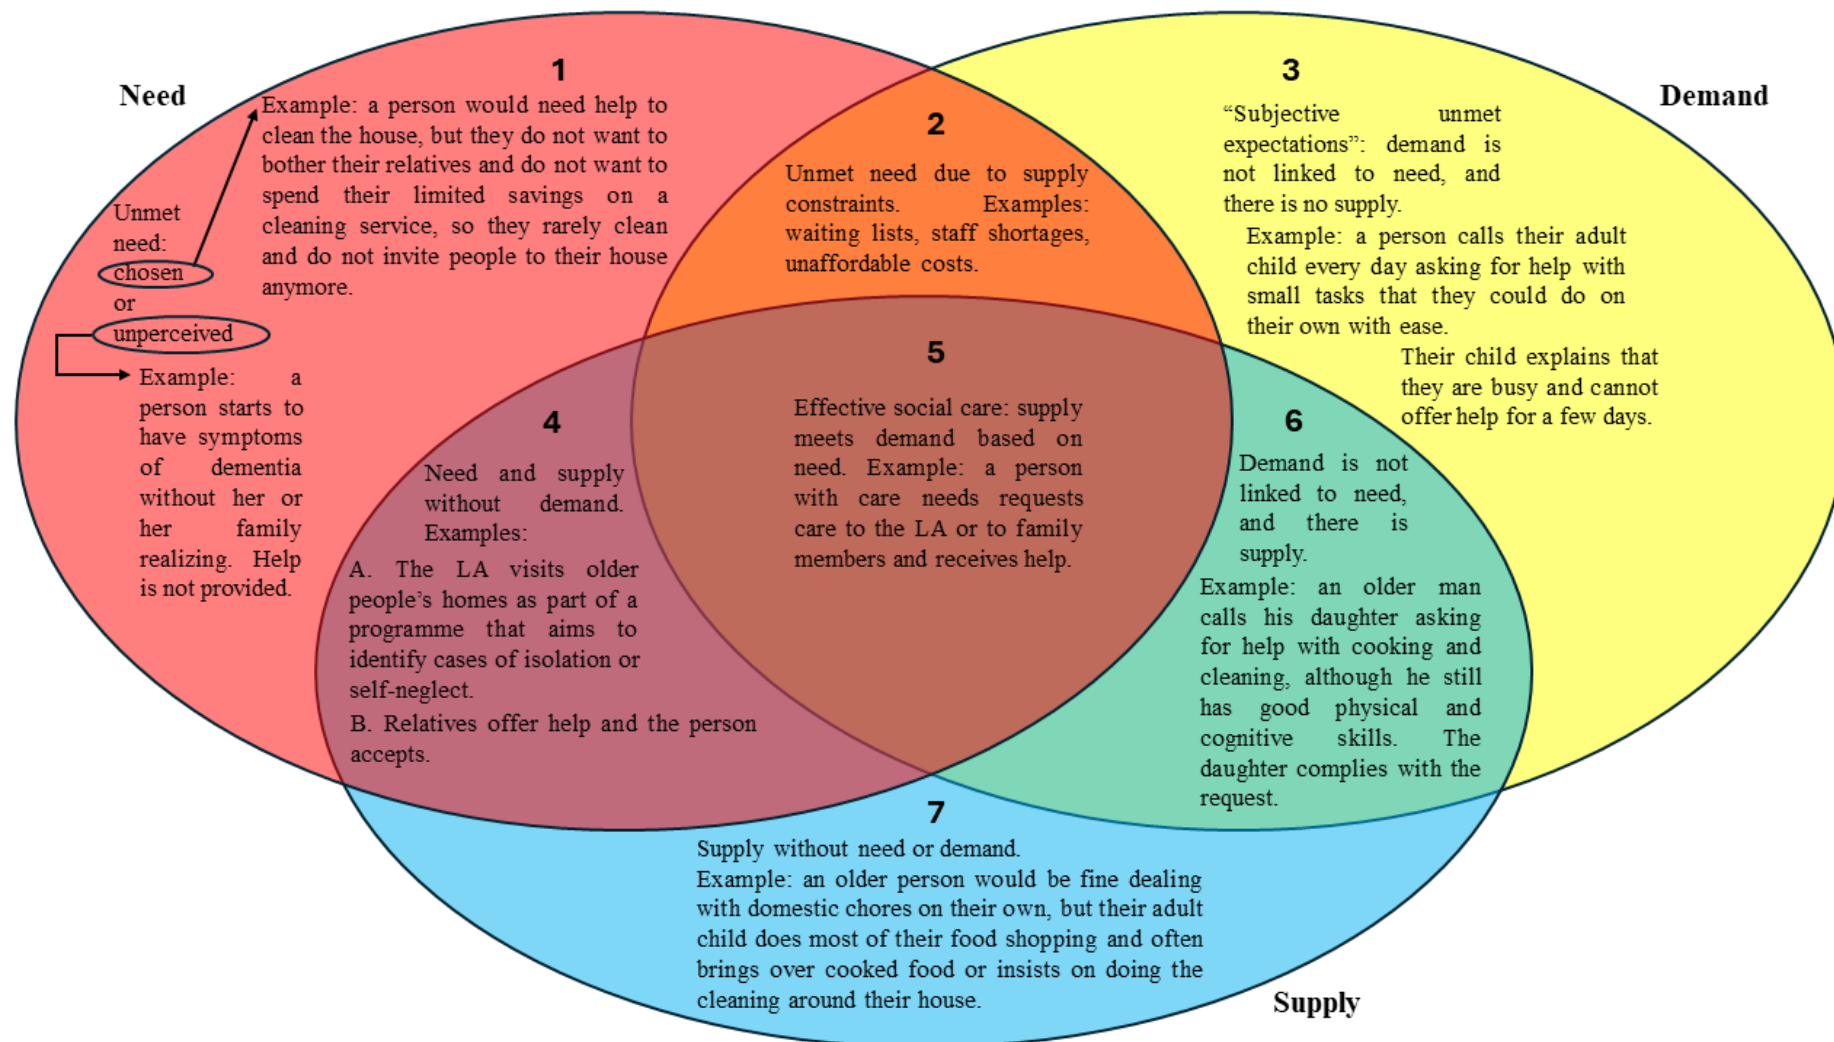 Need
1
Example: a person would need help to
clean the house, but they do not want to
bother their relatives and do not want to
spend their limited savings on a
cleaning service, so they rarely clean
and do not invite people to their house
anymore.
Unmet
need:
chosen
or
unperceived
Example: a
person starts to
have symptoms
of dementia
without her or
her family
realizing. Help
is not provided.
2
Unmet need due to supply
constraints. Examples:
waiting lists, staff shortages,
unaffordable costs.
3
Demand
“Subjective unmet
expectations”: demand is
not linked to need, and
there is no supply.
Example: a person calls their adult
child every day asking for help with
small tasks that they could do on
their own with ease.
Their child explains that
they are busy and cannot
offer help for a few days.
4
Need and supply
without demand.
Examples:
A. The LA visits older
people’s homes as part of a
programme that aims to
identify cases of isolation or
self-neglect.
B. Relatives offer help and the person
accepts.
5
Effective social care: supply
meets demand based on
need. Example: a person
with care needs requests
care to the LA or to family
members and receives help.
6
Demand is not
linked to need,
and there is
supply.
Example: an older man
calls his daughter asking
for help with cooking and
cleaning, although he still
has good physical and
cognitive skills. The
daughter complies with the
request.
7
Supply without need or demand.
Example: an older person would be fine dealing
with domestic chores on their own, but their adult
child does most of their food shopping and often
brings over cooked food or insists on doing the
cleaning around their house.
Supply